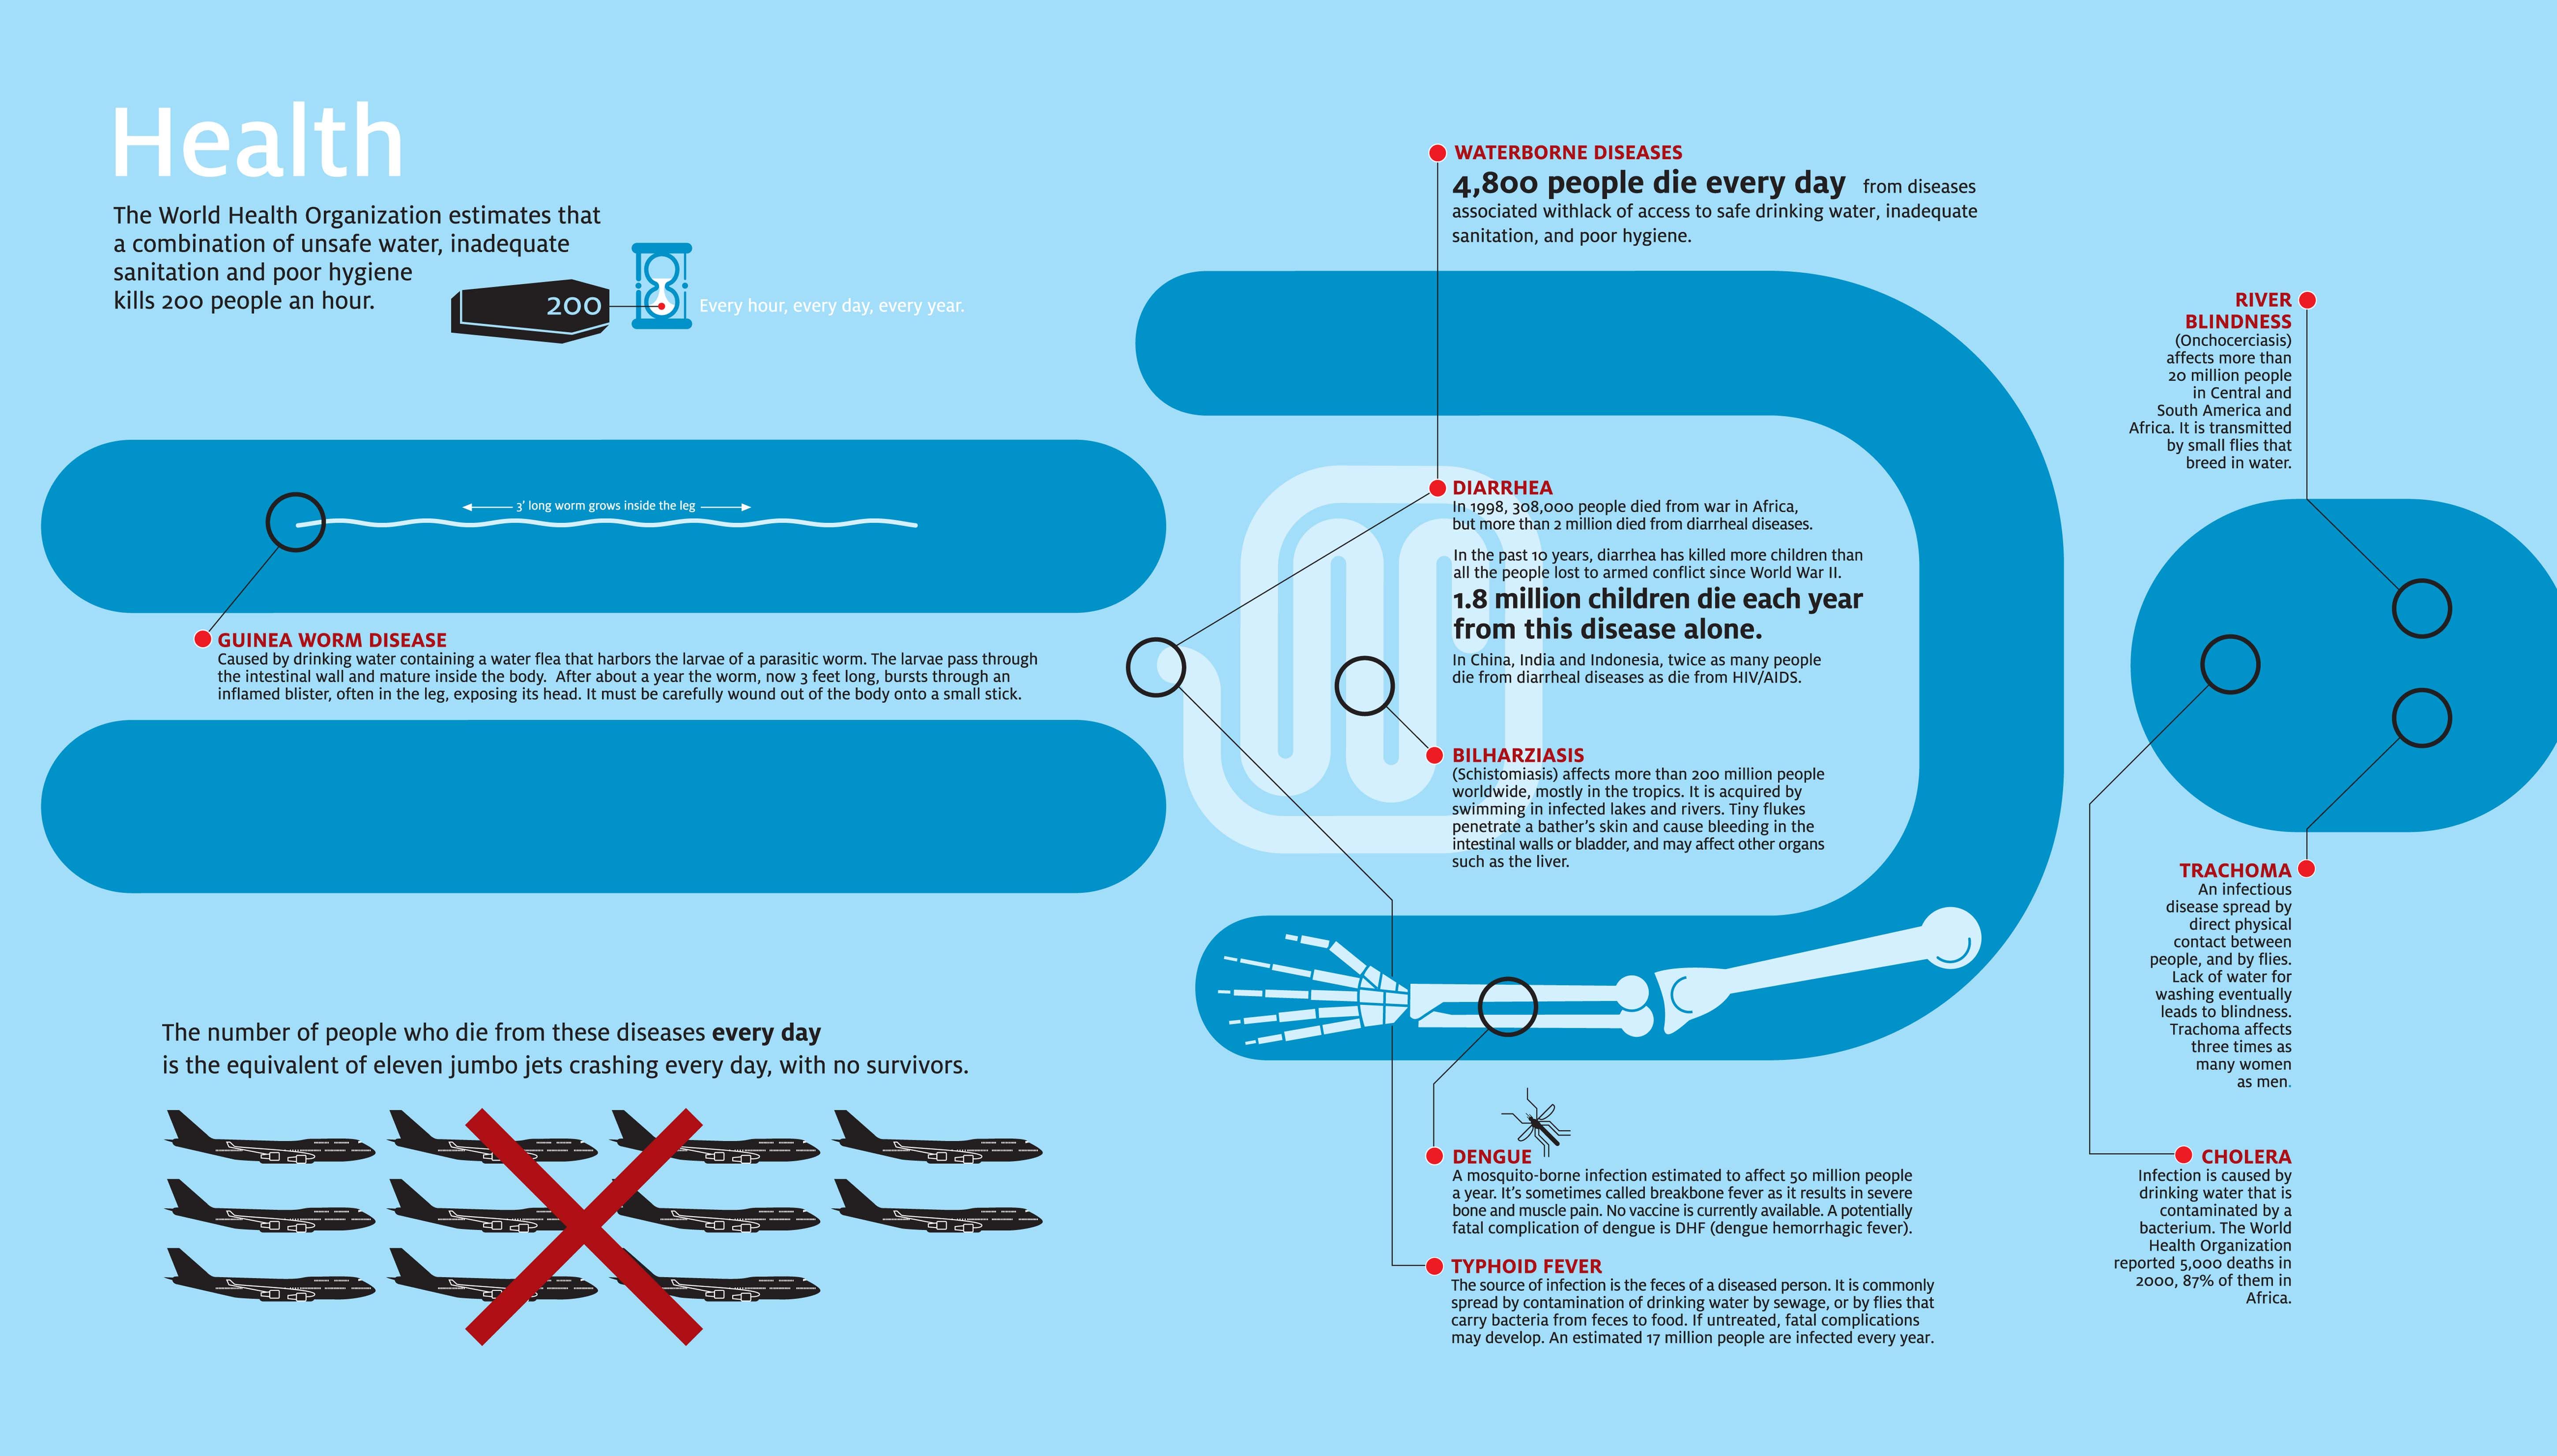 Health
The World Health Organization estimates that
a combination of unsafe water, inadequate
sanitation and poor hygiene
kills 200 people an hour.
200
Every hour, every day, every year.
3' long worm grows inside the leg
GUINEA WORM DISEASE
Caused by drinking water containing a water flea that harbors the larvae of a parasitic worm. The larvae pass through
the intestinal wall and mature inside the body. After about a year the worm, now 3 feet long, bursts through an
inflamed blister, often in the leg, exposing its head. It must be carefully wound out of the body onto a small stick.
The number of people who die from these diseases every day
is the equivalent of eleven jumbo jets crashing every day, with no survivors.
WATERBORNE DISEASES
4,800 people die every day from diseases
associated withlack of access to safe drinking water, inadequate
sanitation, and poor hygiene.
DIARRHEA
In 1998, 308,000 people died from war in Africa,
but more than 2 million died from diarrheal diseases.
In the past 10 years, diarrhea has killed more children than
all the people lost to armed conflict since World War II.
1.8 million children die each year
from this disease alone.
In China, India and Indonesia, twice as many people
die from diarrheal diseases as die from HIV/AIDS.
BILHARZIASIS
(Schistomiasis) affects more than 200 million people
worldwide, mostly in the tropics. It is acquired by
swimming in infected lakes and rivers. Tiny flukes
penetrate a bather's skin and cause bleeding in the
intestinal walls or bladder, and may affect other organs
such as the liver.
DENGUE
A mosquito-borne infection estimated to affect 50 million people
a year. It's sometimes called breakbone fever as it results in severe
bone and muscle pain. No vaccine is currently available. A potentially
fatal complication of dengue is DHF (dengue hemorrhagic fever).
TYPHOID FEVER
The source of infection is the feces of a diseased person. It is commonly
spread by contamination of drinking water by sewage, or by flies that
carry bacteria from feces to food. If untreated, fatal complications
may develop. An estimated 17 million people are infected every year.
RIVER
BLINDNESS
(Onchocerciasis)
affects more than
20 million people
in Central and
South America and
Africa. It is transmitted
by small flies that
breed in water.
TRACHOMA
An infectious
disease spread by
direct physical
contact between
people, and by flies.
Lack of water for
washing eventually
leads to blindness.
Trachoma affects
three times as
many women
as men.
CHOLERA
Infection is caused by
drinking water that is
contaminated by a
bacterium. The World
Health Organization
reported 5,000 deaths in
2000, 87% of them in
Africa.